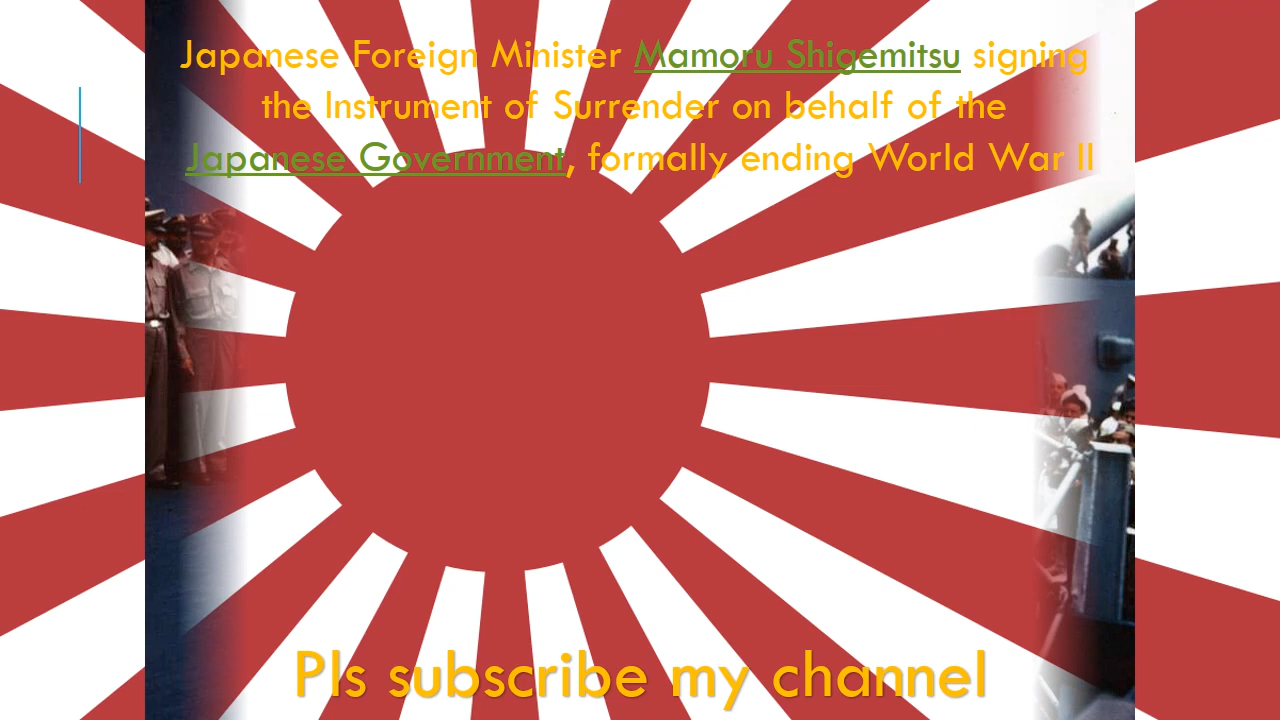 Japanese Foreign Minister Mamoru Shigemitsu signing
the Instrument of Surrender on behalf of the
Japanese Government, formally ending World War II
Pls subscribe my channel